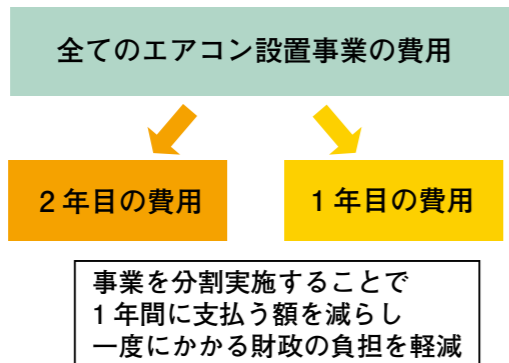 全てのエアコン設置事業の費用
2年目の費用
1年目の費用
事業を分割実施することで
1年間に支払う額を減らし
一度にかかる財政の負担を軽減